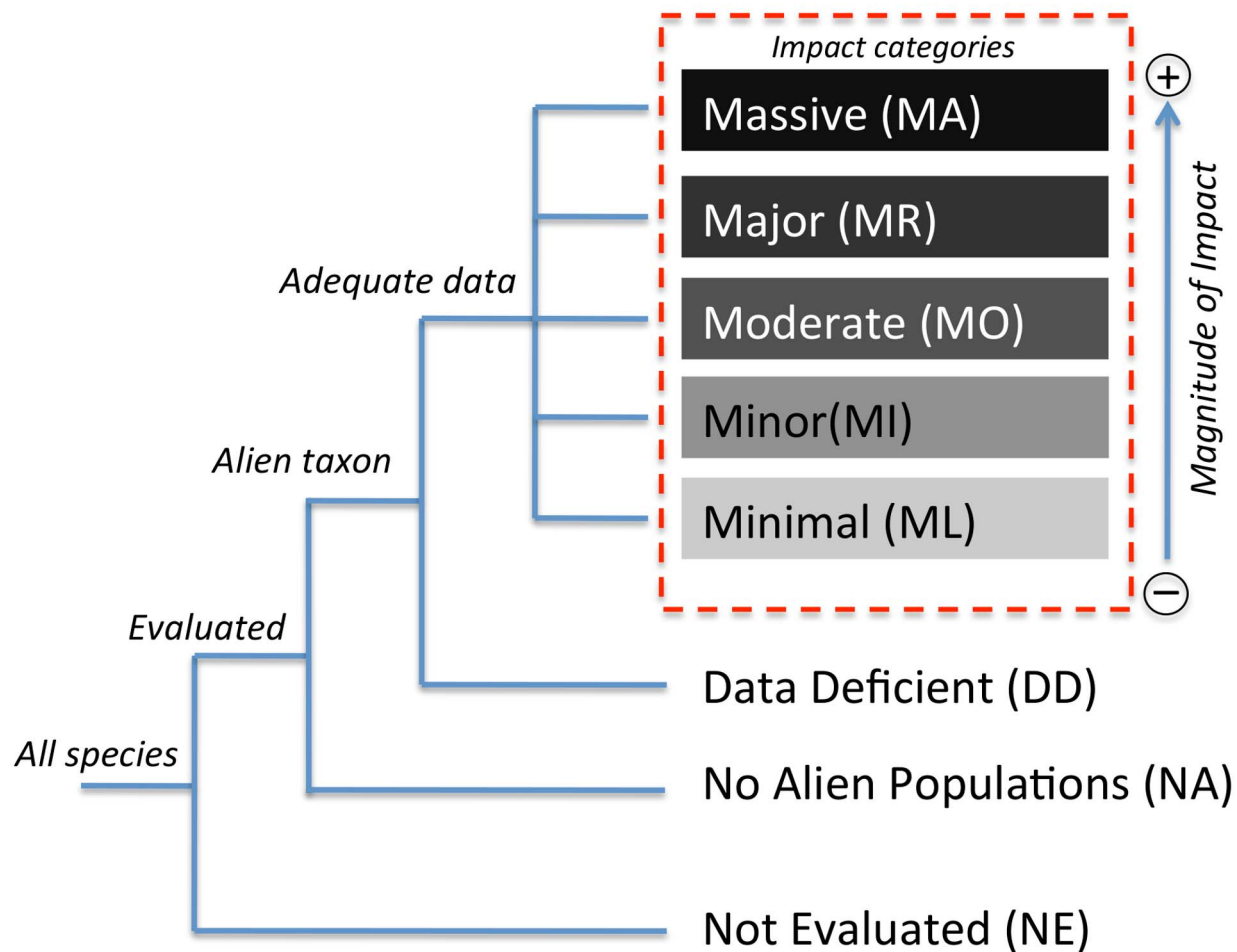 Impact categories
Massive (MA)
Major (MR)
Adequate data
Moderate (MO)
Minor(MI)
Alien taxon
Minimal (ML)
+
Magnitude of Impact
−
Evaluated
Data Deficient (DD)
All species
No Alien Populations (NA)
Not Evaluated (NE)